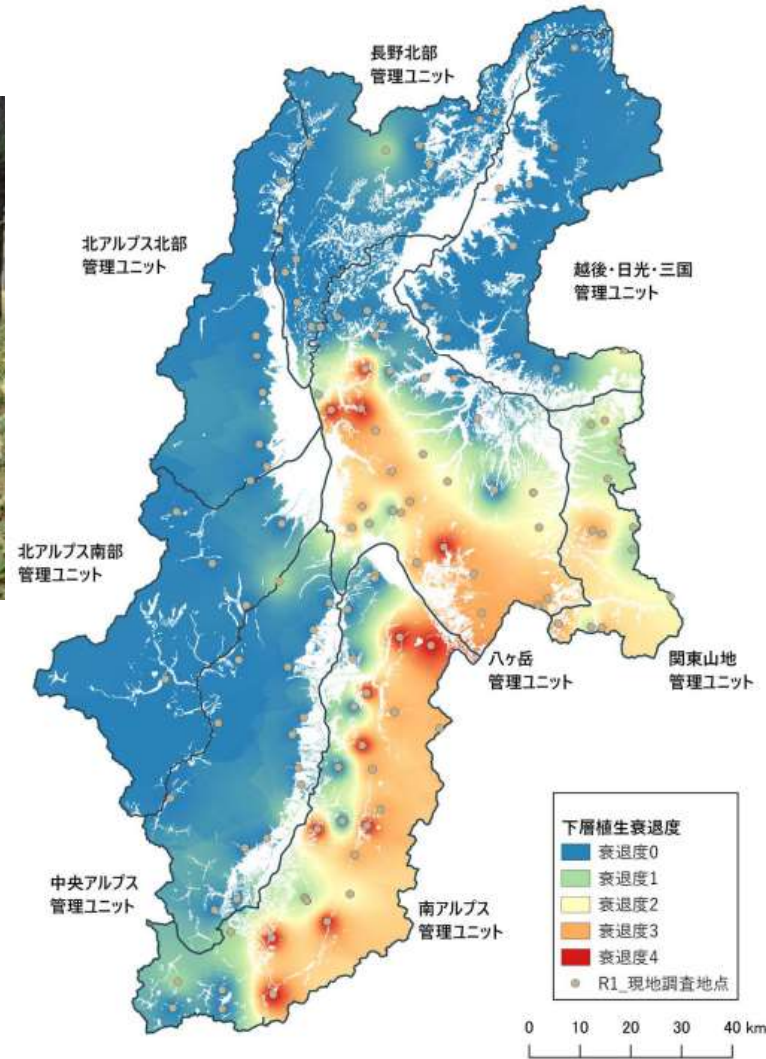 長野北部
管理ユニット
北アルプス北部
管理ユニット
越後・日光・三国
管理ユニット
北アルプス南部
管理ユニット
八ヶ岳
管理ユニット
関東山地
管理ユニット
中央アルプス
管理ユニット
南アルプス
管理ユニット
下層植生衰退度
衰退度0
衰退度1
衰退度2
衰退度3
衰退度4
R1_現地調査地点
0 10 20 30 40 km